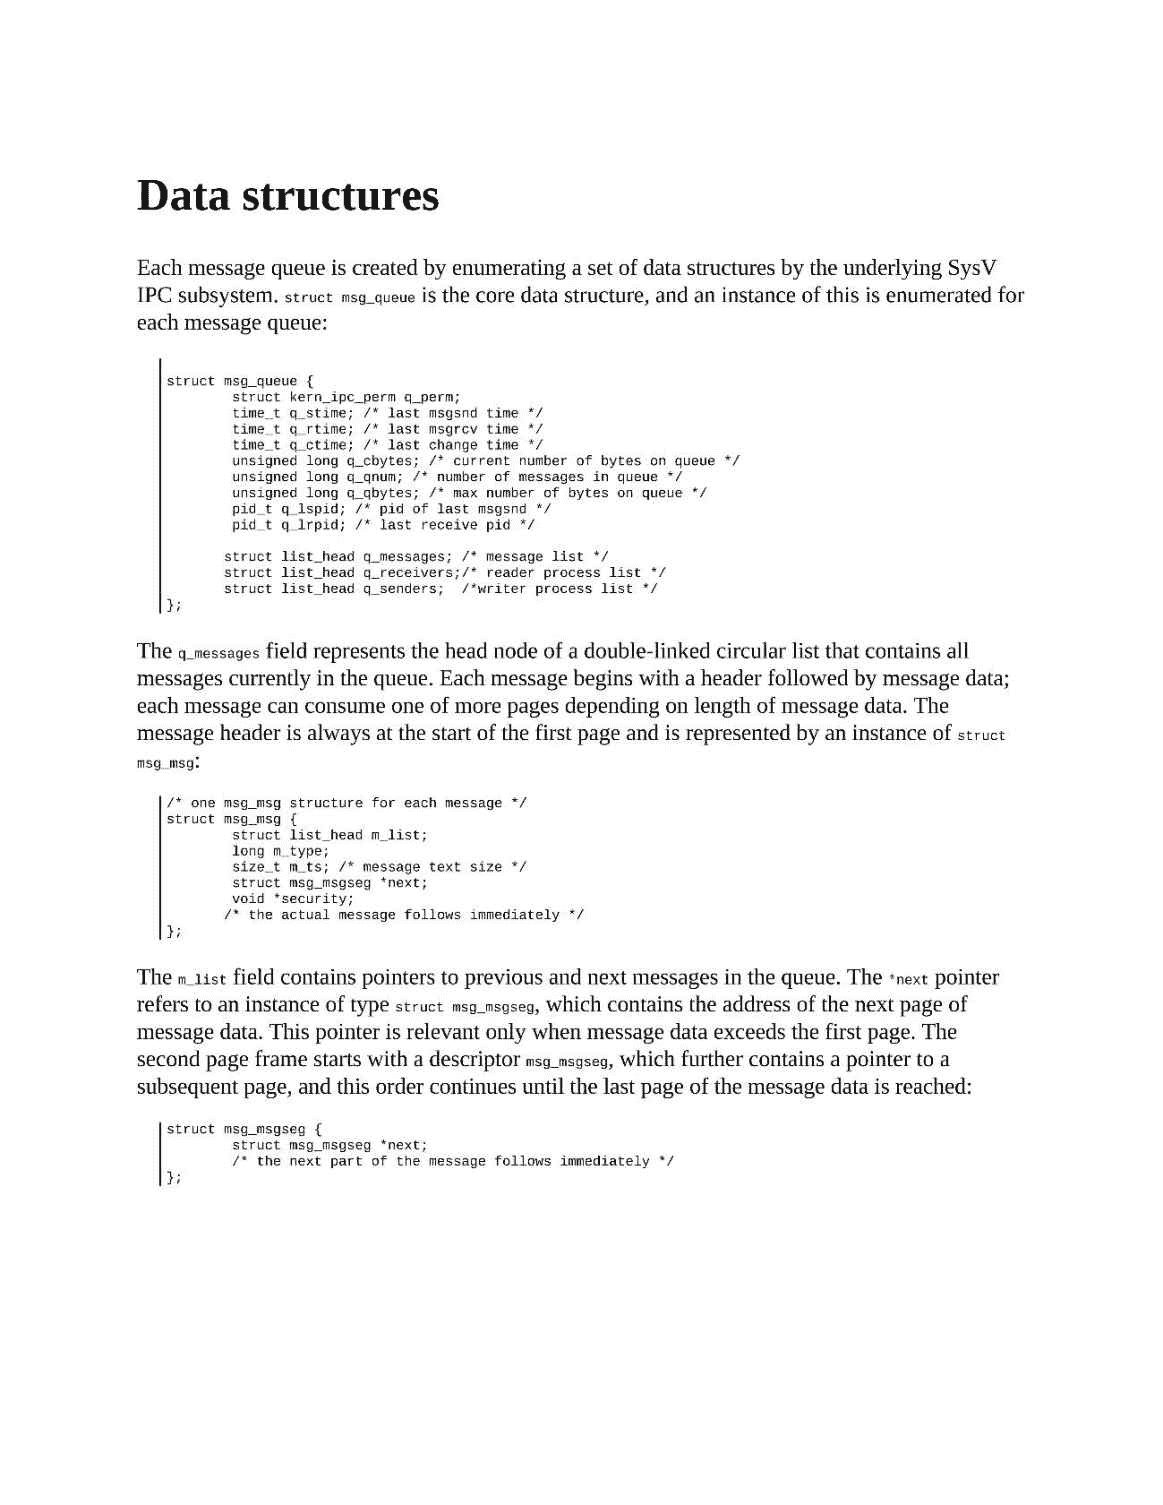 Data structures
Each message queue is created by enumerating a set of data structures by the underlying SysV
IPC subsystem. struct msg_queue is the core data structure, and an instance of this is enumerated for
each message queue:
struct msg_queue {
        struct kern_ipc_perm q_perm;
        time_t q_stime; /* last msgsnd time */
        time_t q_rtime; /* last msgrcv time */
        time_t q_ctime; /* last change time */
        unsigned long q_cbytes; /* current number of bytes on queue */
        unsigned long q_qnum; /* number of messages in queue */
        unsigned long q_qbytes; /* max number of bytes on queue */
        pid_t q_lspid; /* pid of last msgsnd */
        pid_t q_lrpid; /* last receive pid */
       struct list_head q_messages; /* message list */
       struct list_head q_receivers;/* reader process list */
       struct list_head q_senders;  /*writer process list */
};
The q_messages field represents the head node of a double-linked circular list that contains all
messages currently in the queue. Each message begins with a header followed by message data;
each message can consume one of more pages depending on length of message data. The
message header is always at the start of the first page and is represented by an instance of struct
msg_msg:
/* one msg_msg structure for each message */
struct msg_msg {
        struct list_head m_list;
        long m_type;
        size_t m_ts; /* message text size */
        struct msg_msgseg *next;
        void *security;
       /* the actual message follows immediately */
};
The m_list field contains pointers to previous and next messages in the queue. The *next pointer
refers to an instance of type struct msg_msgseg, which contains the address of the next page of
message data. This pointer is relevant only when message data exceeds the first page. The
second page frame starts with a descriptor msg_msgseg, which further contains a pointer to a
subsequent page, and this order continues until the last page of the message data is reached:
struct msg_msgseg {
        struct msg_msgseg *next;
        /* the next part of the message follows immediately */
};